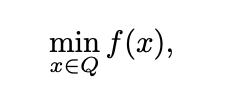 min f(x),
x∈Q